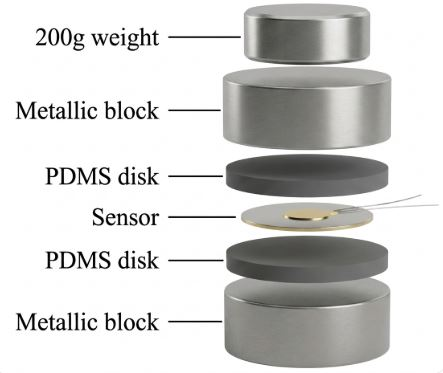 200g weight
Metallic block
PDMS disk
Sensor
PDMS disk
Metallic block